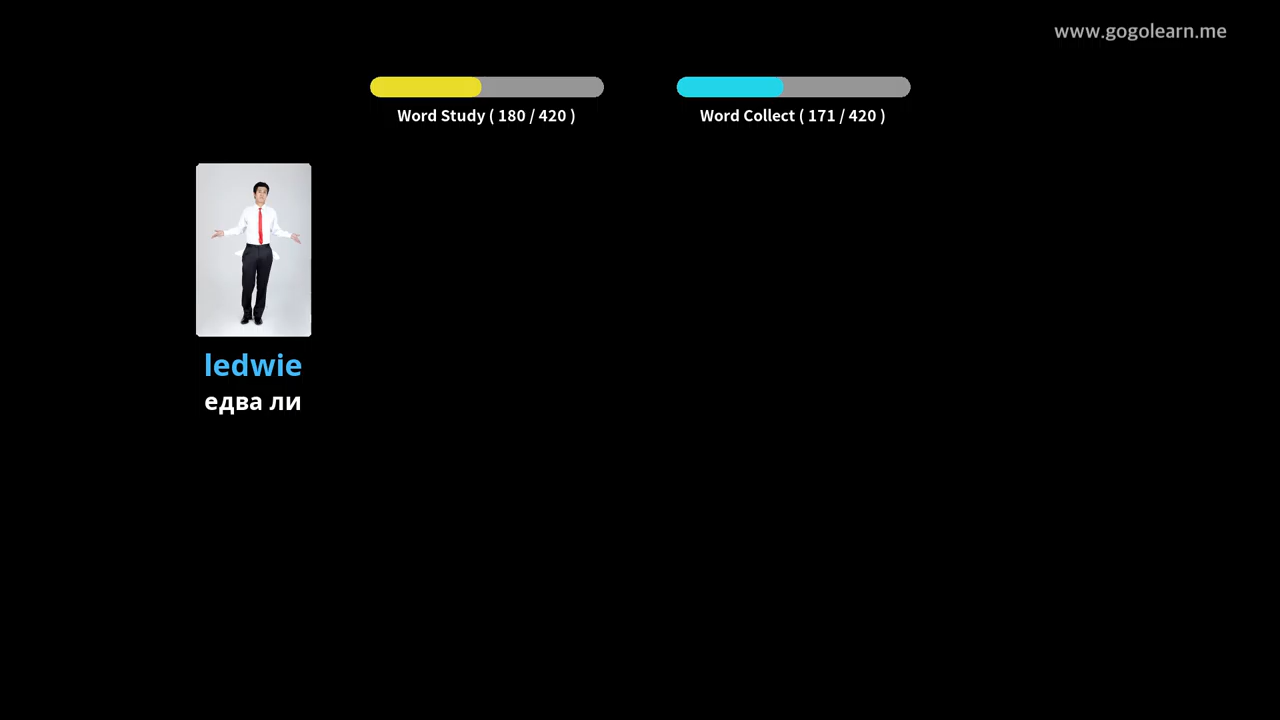 www.gogolearn.me
Word Study ( 180 / 420 )
Word Collect ( 171 / 420 )
ledwie
едва ли